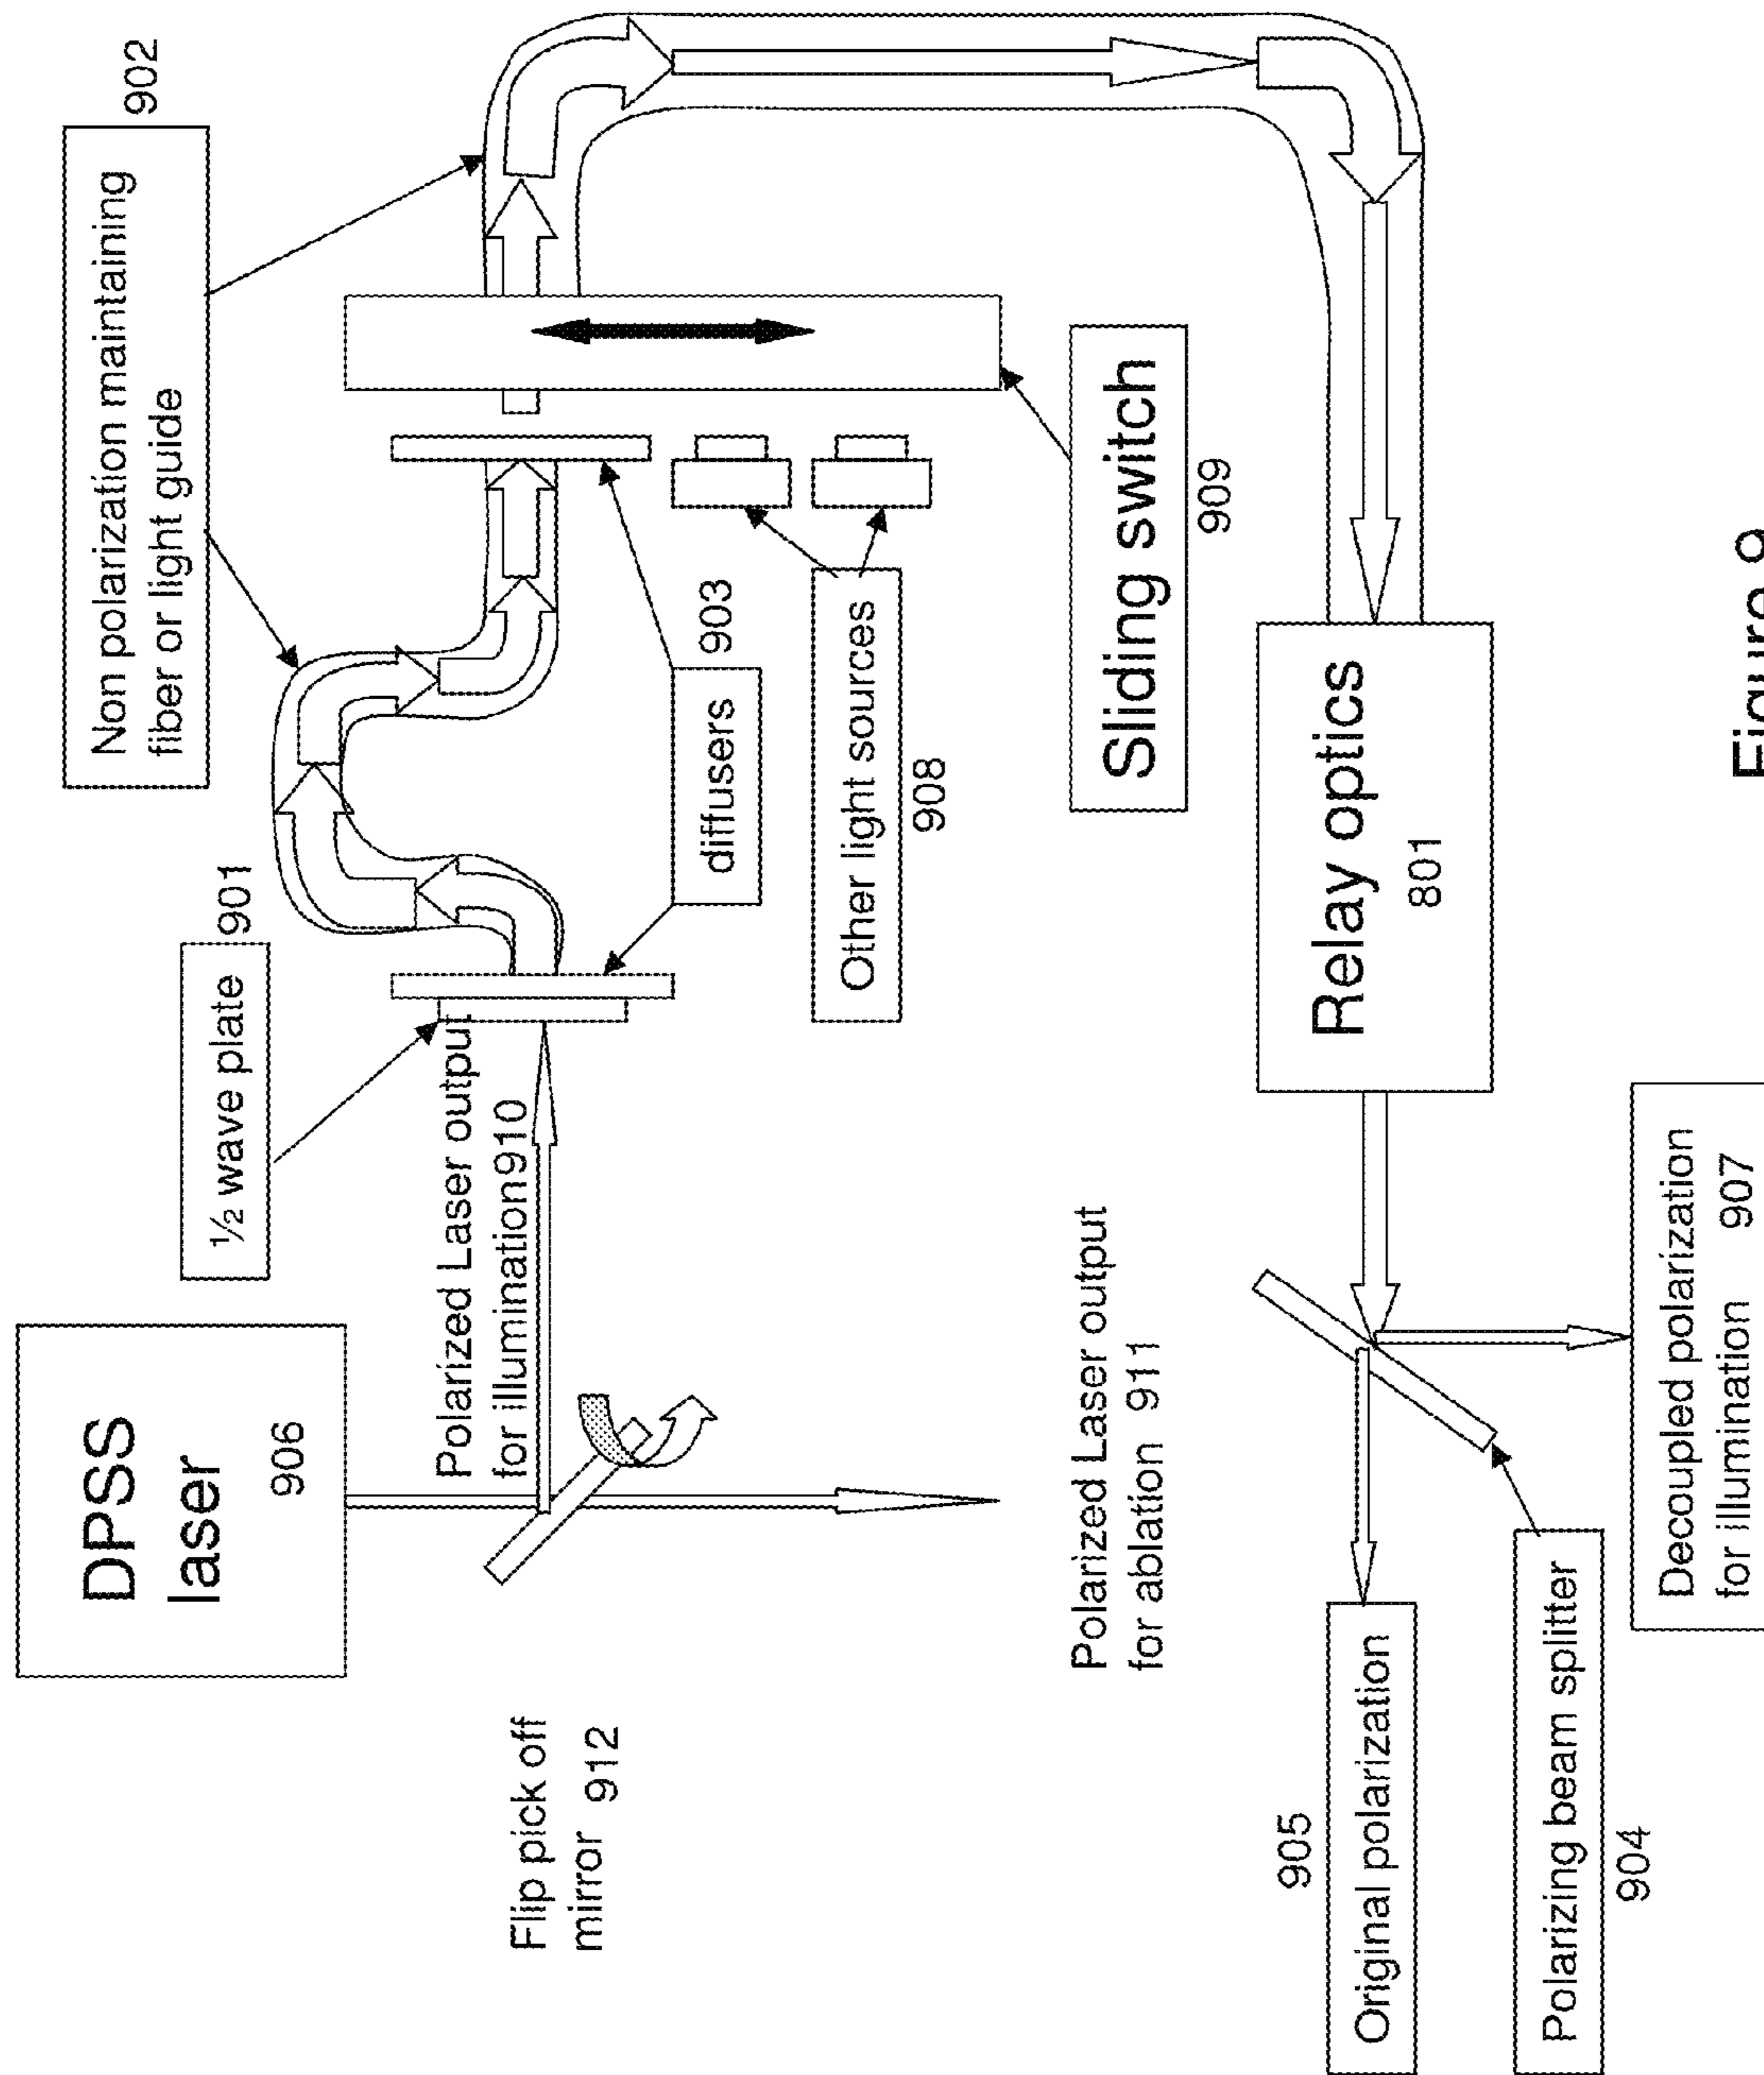 Non polarization maintaining
fiber or light guide
902
½ wave plate
901
DPSS
laser
906
Polarized Laser output
for illumination910
Flip pick off
mirror 912
diffusers
903
Other light sources
908
Sliding switch
909
Polarized Laser output
for ablation 911
Relay optics
801
905
Original polarization
Polarizing beam splitter
904
Decoupled polarization
for illumination 907
Figure 9